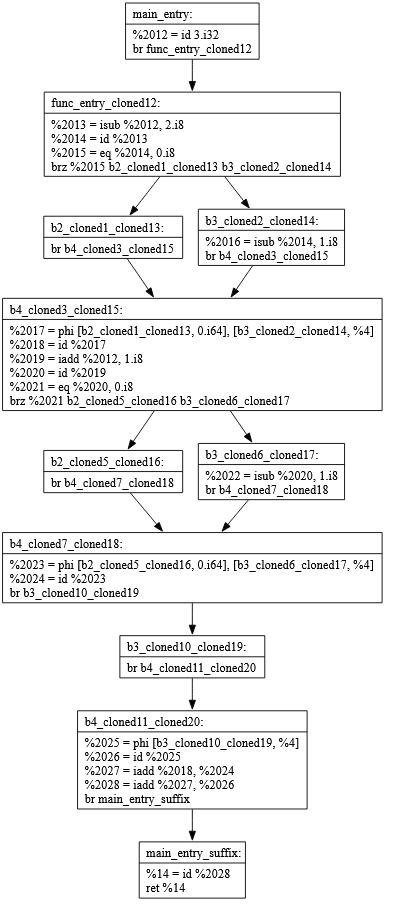 main_entry:
%2012 = id 3.i32
br func_entry_cloned12
func_entry_cloned12:
%2013 = isub %2012, 2.i8
%2014 = id %2013
%2015 = eq %2014, 0.i8
brz %2015 b2_cloned1_cloned13 b3_cloned2_cloned14
b2_cloned1_cloned13:
br b4_cloned3_cloned15
b3_cloned2_cloned14:
%2016 = isub %2014, 1.i8
br b4_cloned3_cloned15
b4_cloned3_cloned15:
%2017 = phi [b2_cloned1_cloned13, 0.i64], [b3_cloned2_cloned14, %4]
%2018 = id %2017
%2019 = iadd %2012, 1.i8
%2020 = id %2019
%2021 = eq %2020, 0.i8
brz %2021 b2_cloned5_cloned16 b3_cloned6_cloned17
b2_cloned5_cloned16:
br b4_cloned7_cloned18
b3_cloned6_cloned17:
%2022 = isub %2020, 1.i8
br b4_cloned7_cloned18
b4_cloned7_cloned18:
%2023 = phi [b2_cloned5_cloned16, 0.i64], [b3_cloned6_cloned17, %4]
%2024 = id %2023
br b3_cloned10_cloned19
b3_cloned10_cloned19:
br b4_cloned11_cloned20
b4_cloned11_cloned20:
%2025 = phi [b3_cloned10_cloned19, %4]
%2026 = id %2025
%2027 = iadd %2018, %2024
%2028 = iadd %2027, %2026
br main_entry_suffix
main_entry_suffix:
%14 = id %2028
ret %14